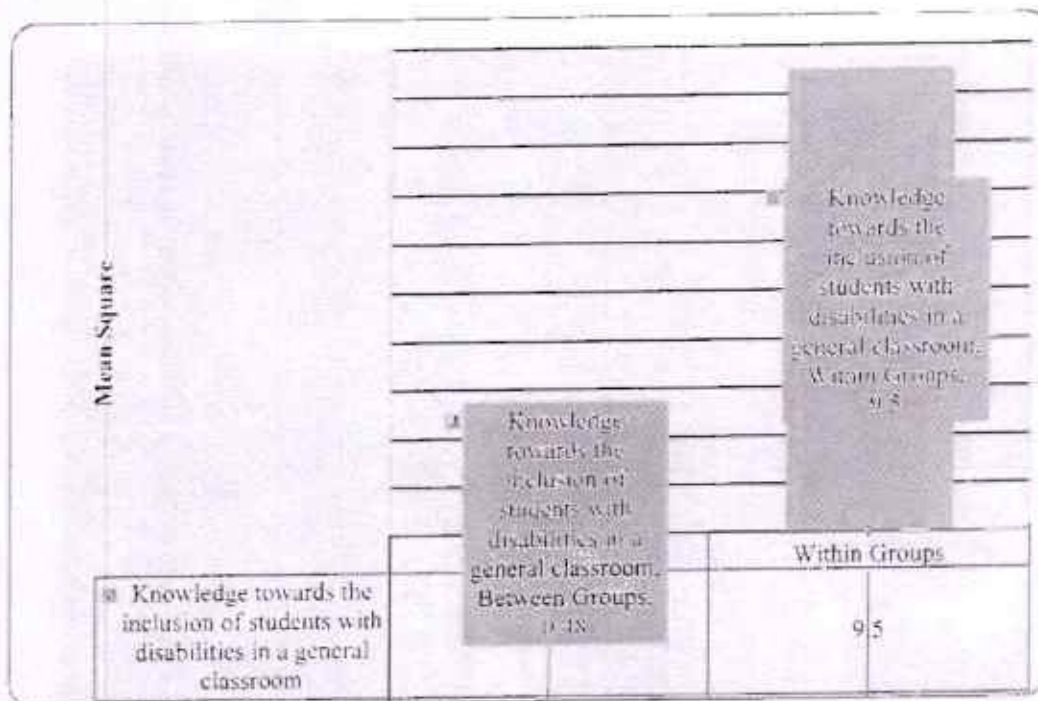 Mean Square
Knowledge
towards the
inclusion of
students with
disabilities in a
general classroom,
Within Groups,
9.5
Knowledge
towards the
inclusion of
students with
disabilities in a
general classroom,
Between Groups,
Within Groups
Knowledge towards the
inclusion of students with
disabilities in a general
classroom
9.5